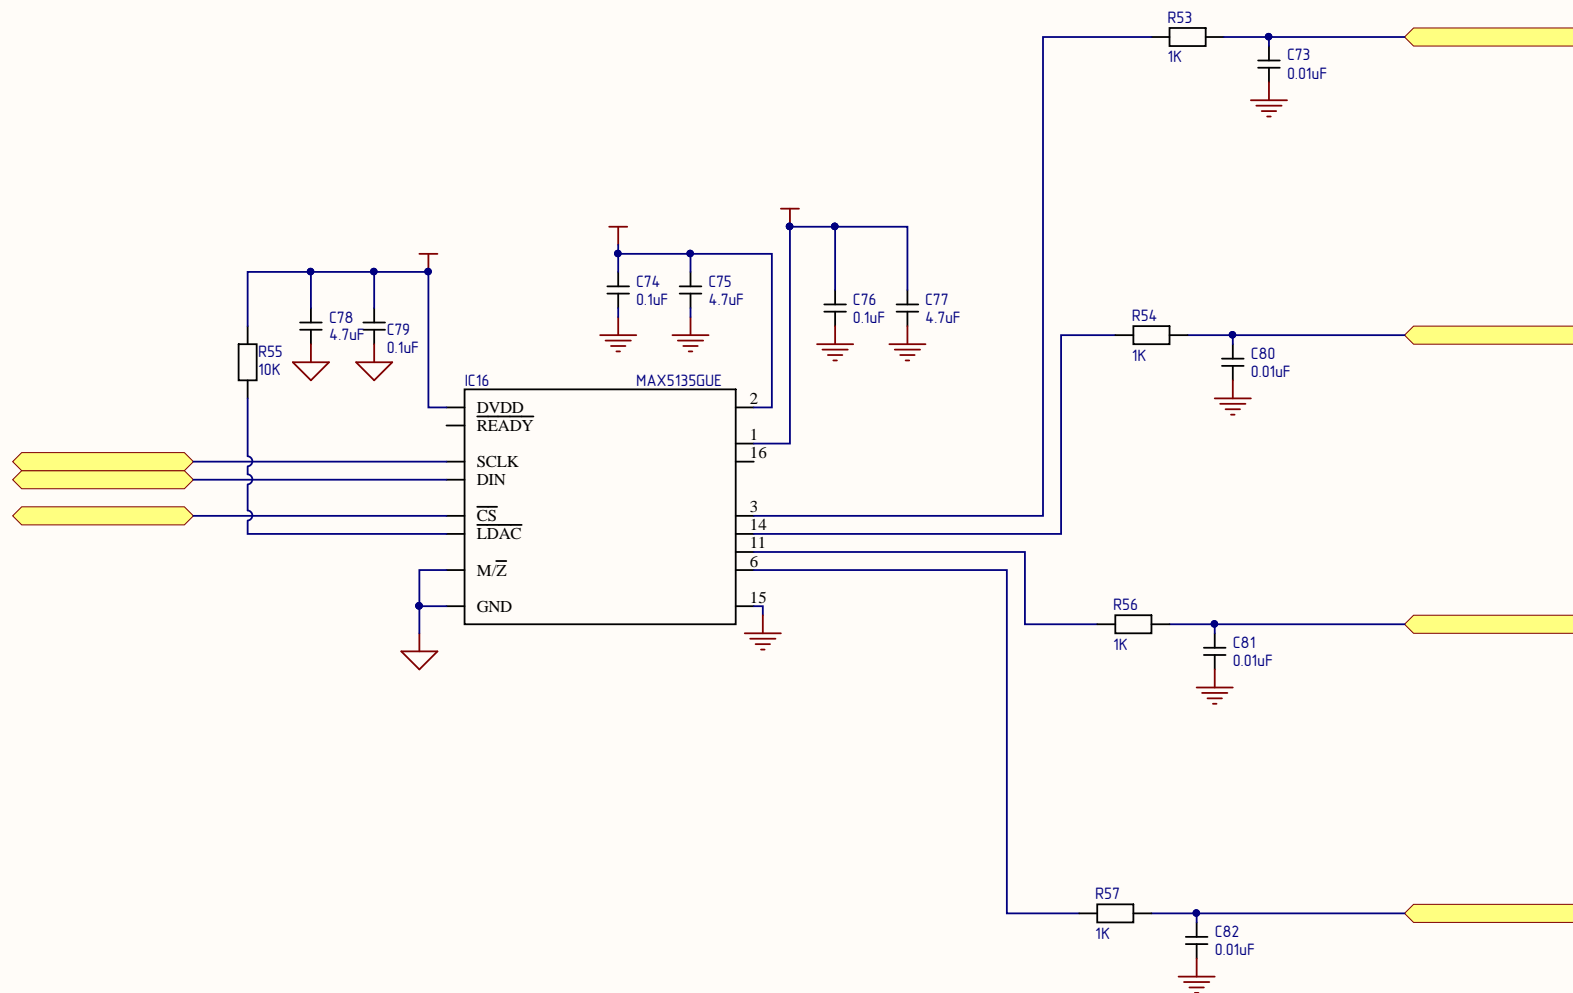 R53
1K
C73
0.01uF
C74
0.1uF
C75
4.7uF
C76
0.1uF
C77
4.7uF
C78
4.7uF
C79
0.1uF
R55
10K
R54
1K
C80
0.01uF
IC16
MAX5135GUE
DVDD
READY
SCLK
DIN
CS
LDAC
M/Z
GND
2
1
16
3
14
11
6
15
R56
1K
C81
0.01uF
R57
1K
C82
0.01uF